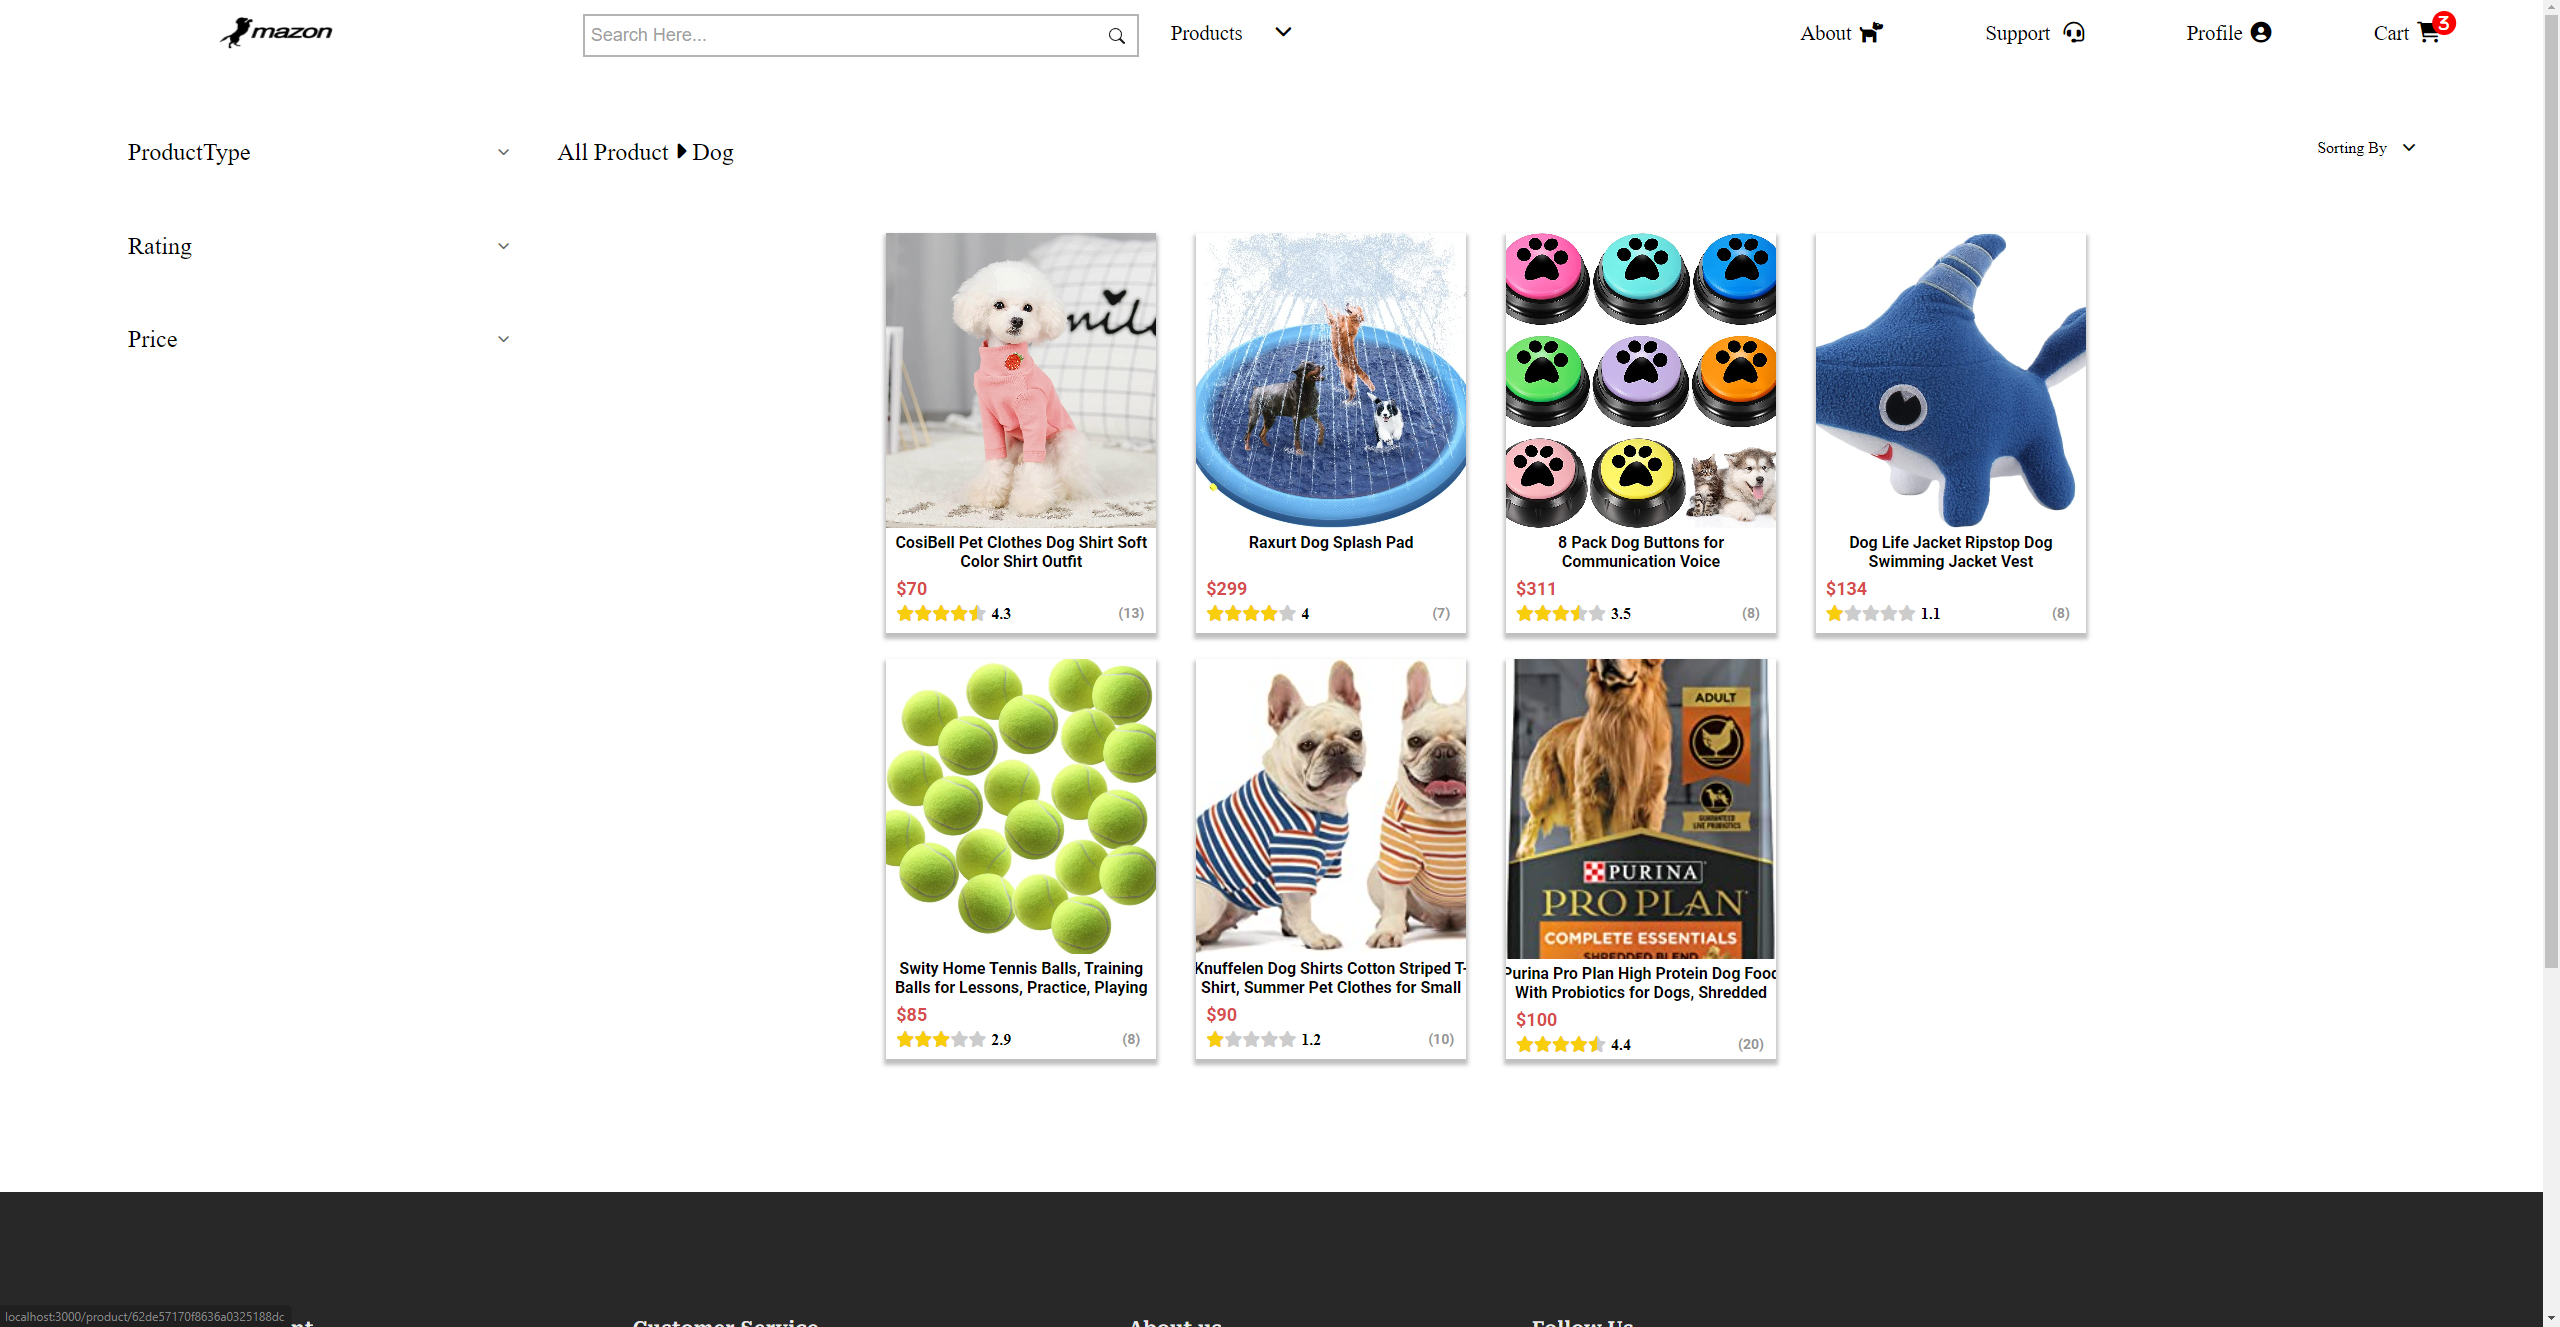 mazon
Search Here...
Products
About
Support
Profile
Cart
3
ProductType
All Product
Dog
Sorting By
Rating
Price
CosiBell Pet Clothes Dog Shirt Soft
Color Shirt Outfit
$70
4.3
(13)
Raxurt Dog Splash Pad
$299
4
(7)
8 Pack Dog Buttons for
Communication Voice
$311
3.5
(8)
Dog Life Jacket Ripstop Dog
Swimming Jacket Vest
$134
1.1
(8)
Swity Home Tennis Balls, Training
Balls for Lessons, Practice, Playing
$85
2.9
(8)
Knuffelen Dog Shirts Cotton Striped T-
Shirt, Summer Pet Clothes for Small
$90
1.2
(10)
ADULT
GUARANTEED
LIVE PROBIOTICS
PURINA
PRO PLAN
COMPLETE ESSENTIALS
SHREDDED BLEND
Purina Pro Plan High Protein Dog Food
With Probiotics for Dogs, Shredded
$100
4.4
(20)
Customer Service
About us
Follow Us
localhost:3000/product/62de57170f8636a0325188dc